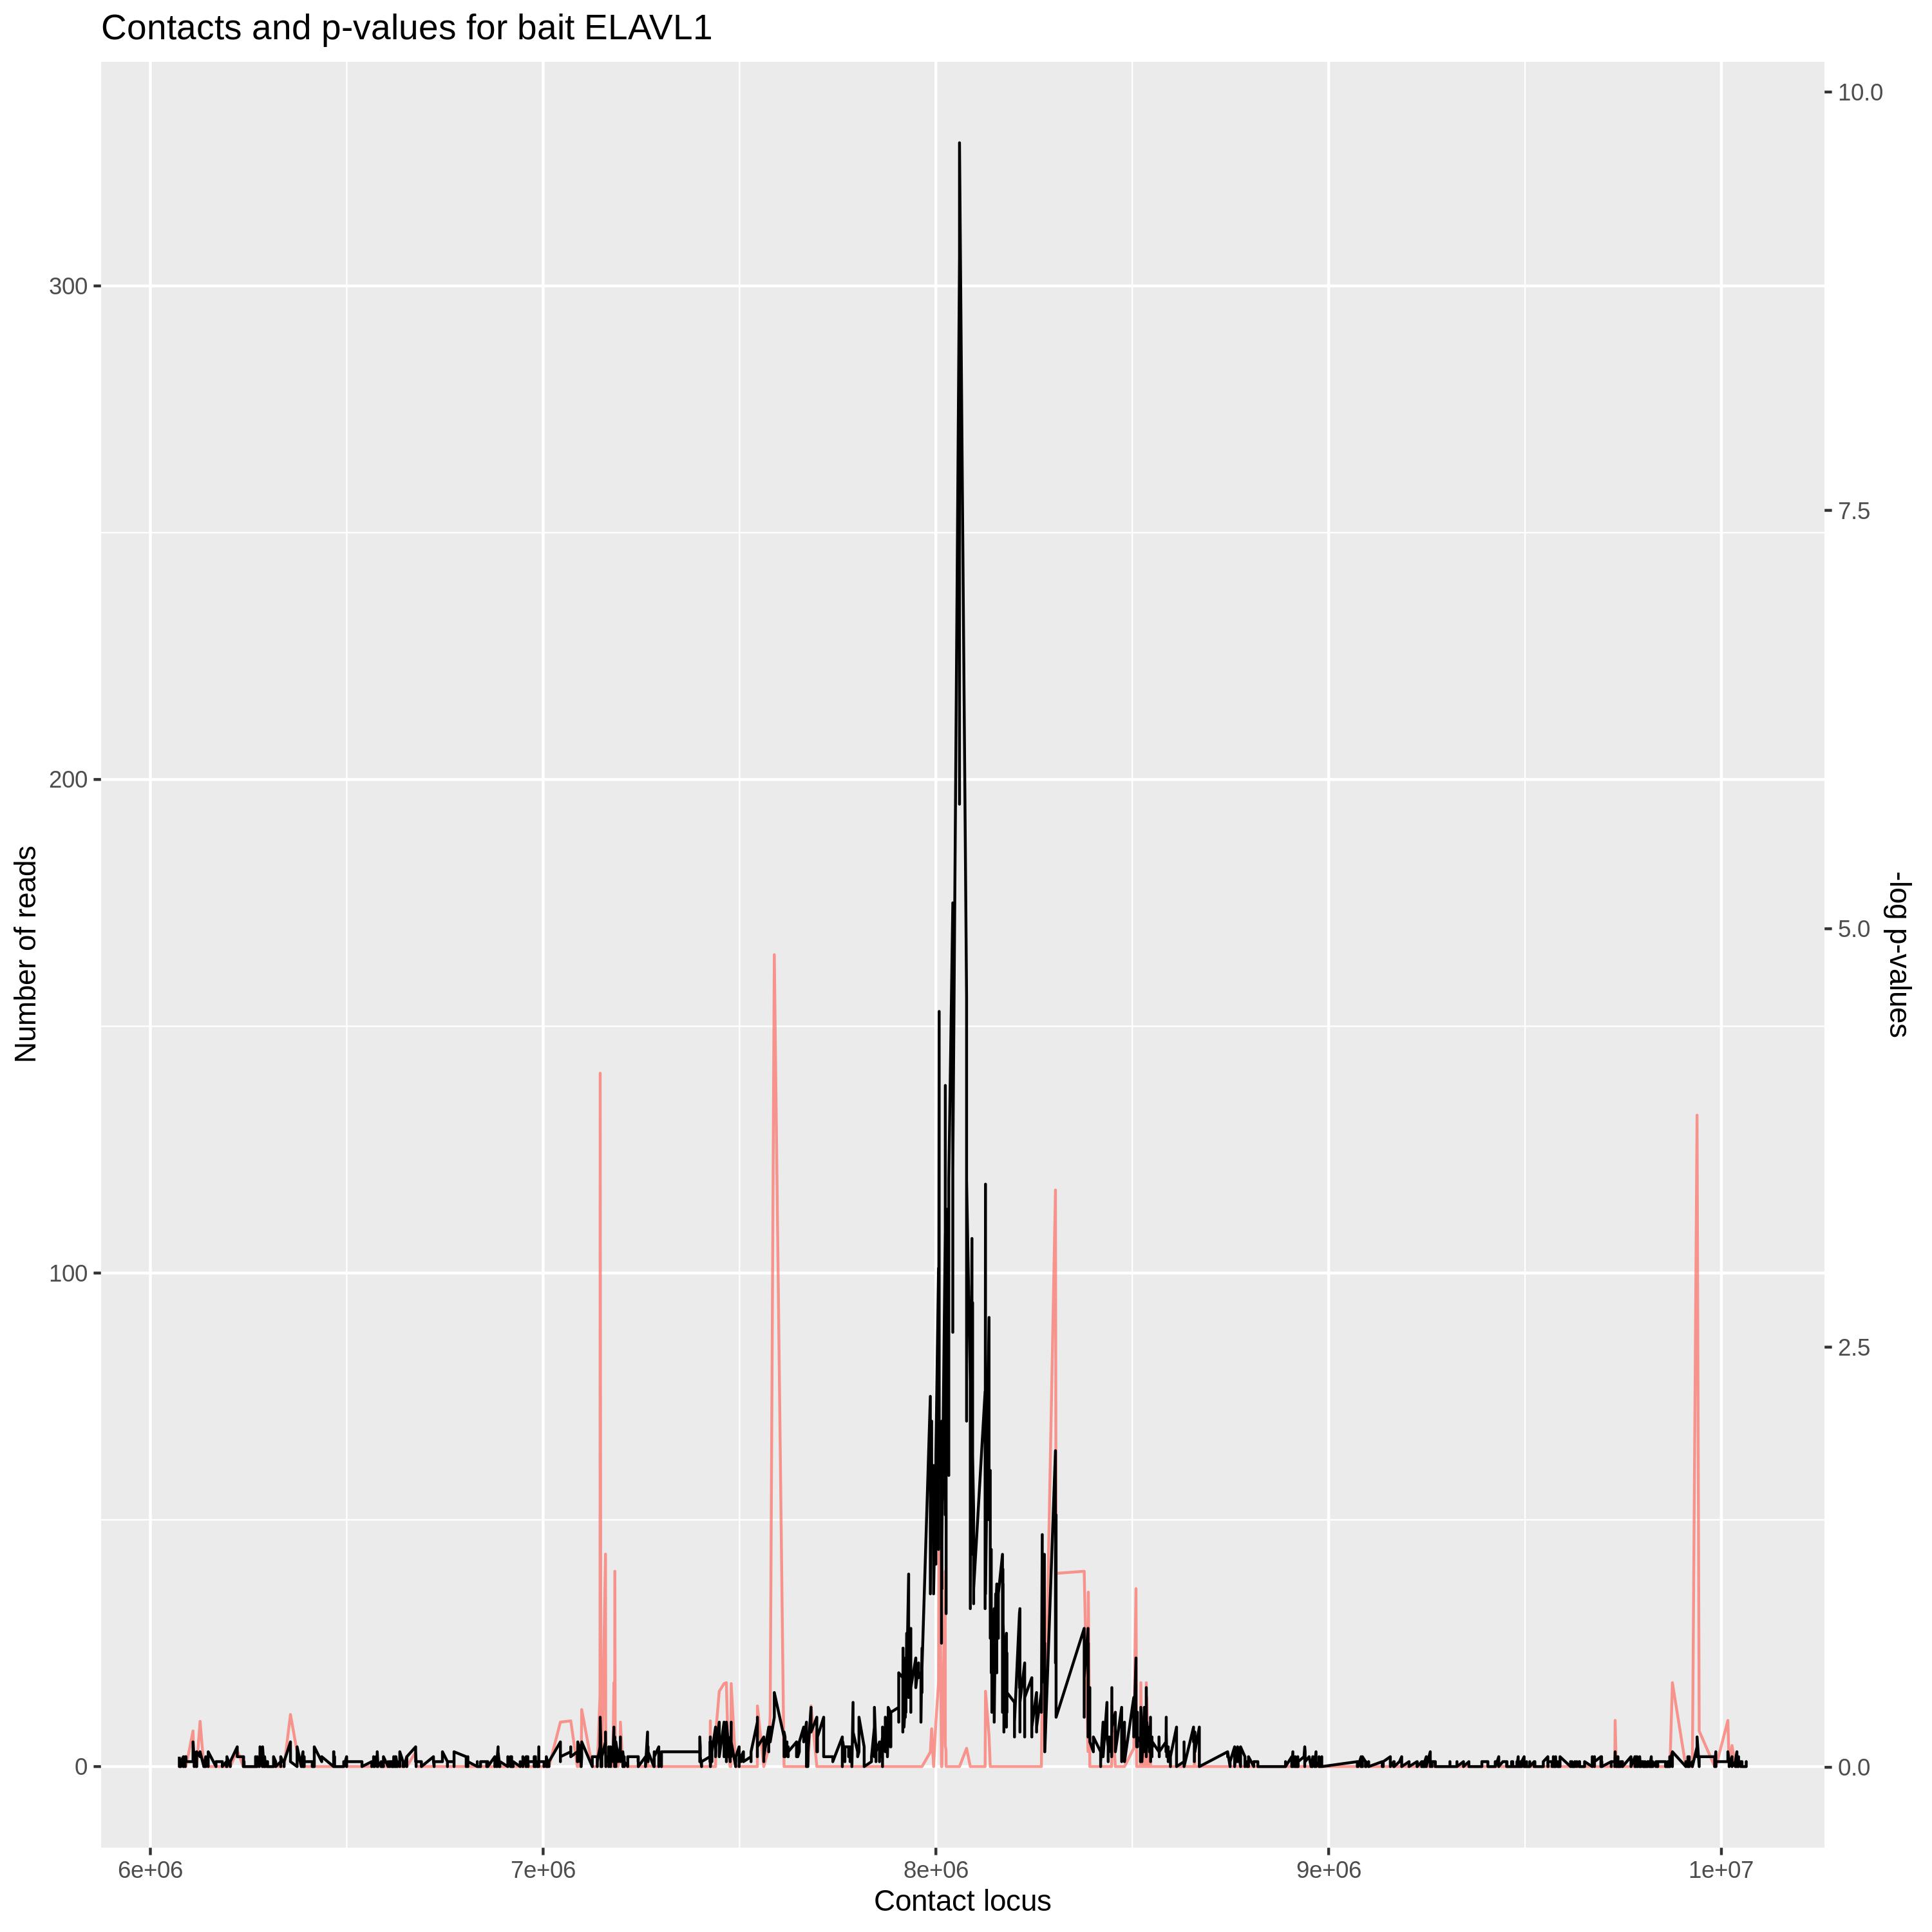 Contacts and p-values for bait ELAVL1
Number of reads
300
200
100
0
10.0
7.5
5.0
2.5
0.0
-log p-values
6e+06
7e+06
8e+06
9e+06
1e+07
Contact locus